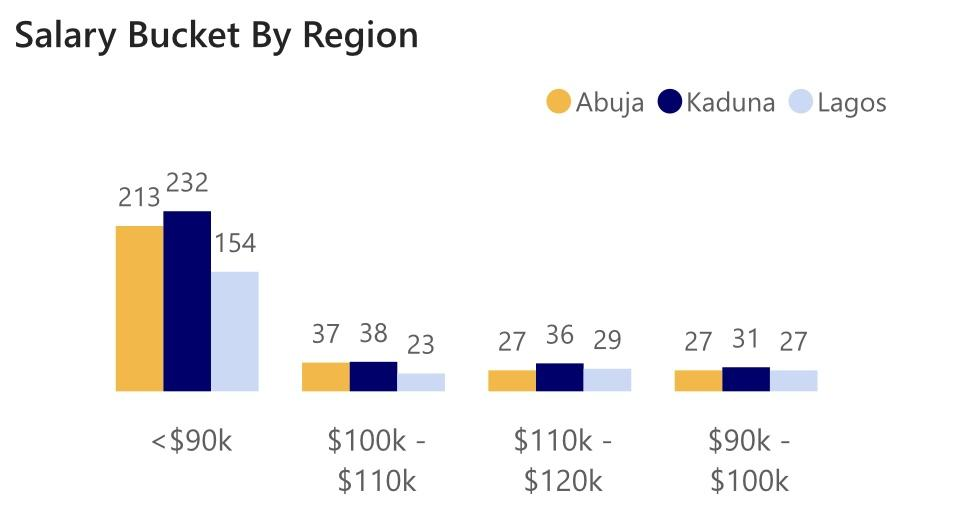 Salary Bucket By Region
Abuja Kaduna Lagos
213 232 154
37 38 23
27 36 29
27 31 27
<$90k
$100k -
$110k
$110k -
$120k
$90k -
$100k